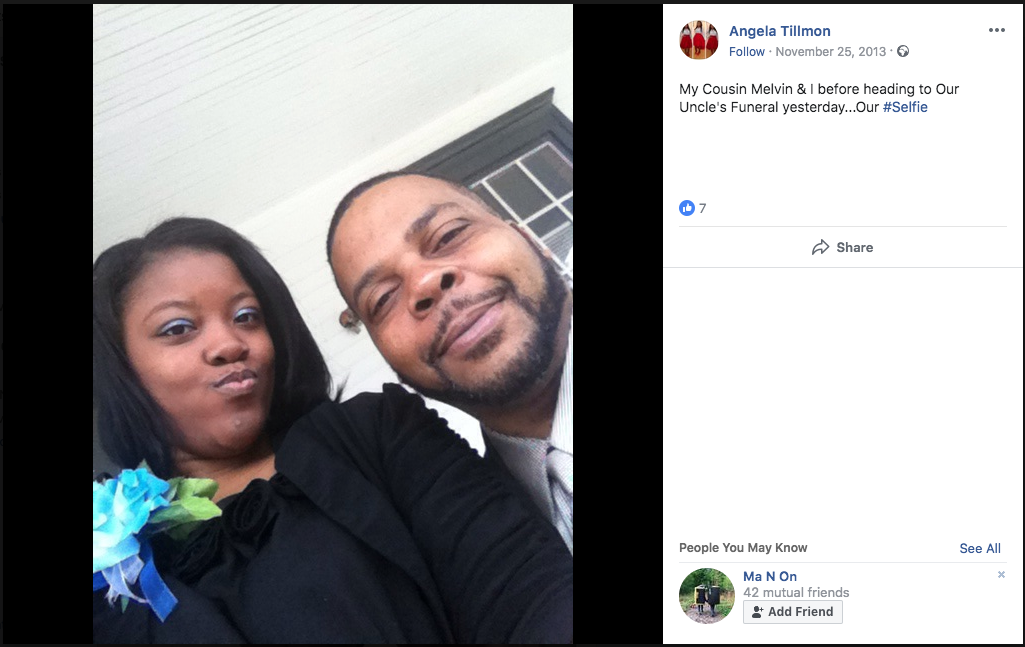 Angela Tillmon
Follow · November 25, 2013 ·
My Cousin Melvin & I before heading to Our
Uncle's Funeral yesterday...Our #Selfie
7
Share
People You May Know
See All
Ma N On
42 mutual friends
Add Friend